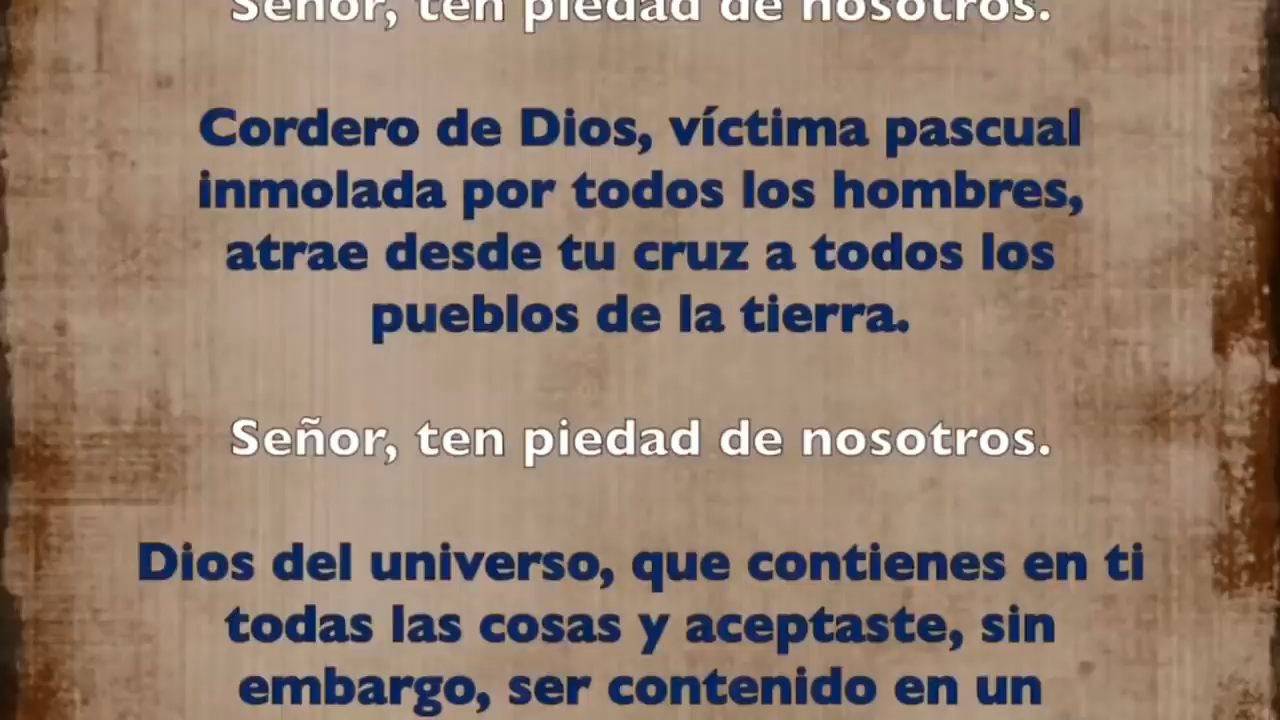 Señor, ten piedad de nosotros.
Cordero de Dios, víctima pascual
inmolada por todos los hombres,
atrae desde tu cruz a todos los
pueblos de la tierra.
Señor, ten piedad de nosotros.
Dios del universo, que contienes en ti
todas las cosas y aceptaste, sin
embargo, ser contenido en un